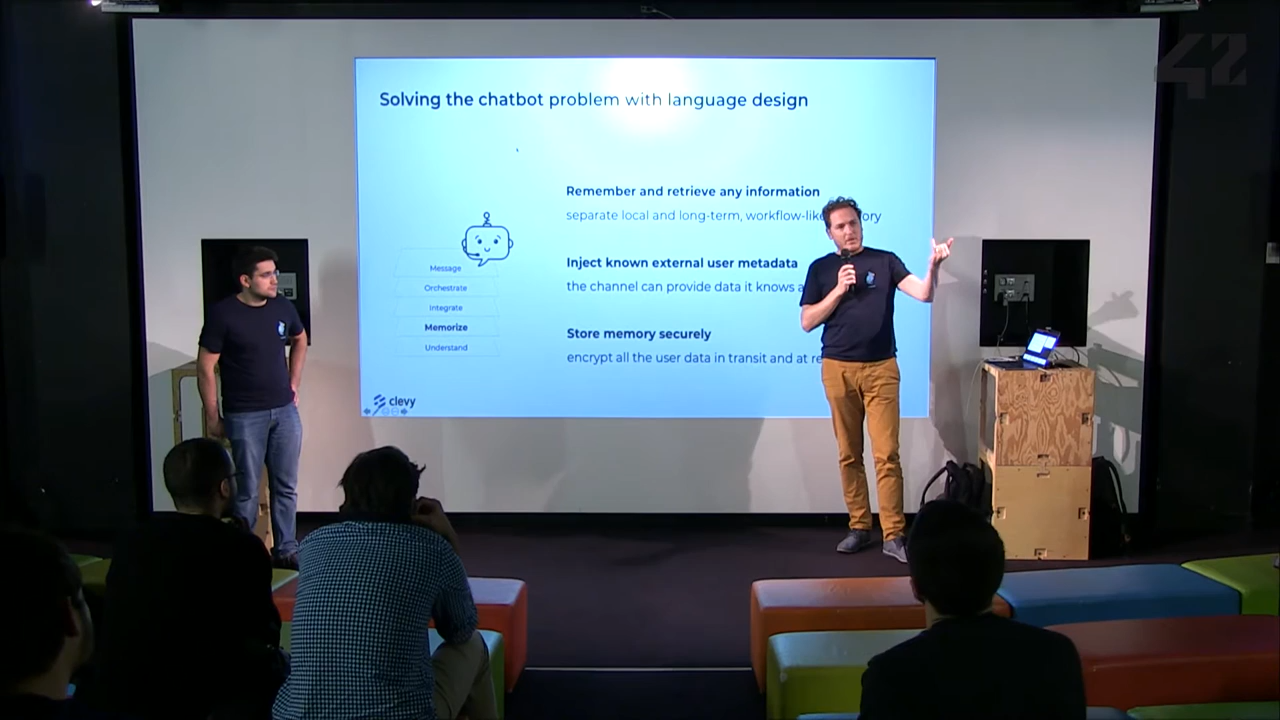 42
Solving the chatbot problem with language design
Remember and retrieve any information
separate local and long-term, workflow-like
Inject known external user metadata
the channel can provide data it knows
Store memory securely
encrypt all the user data in transit and at
Message
Orchestrate
Integrate
Memorize
Understand
clevy